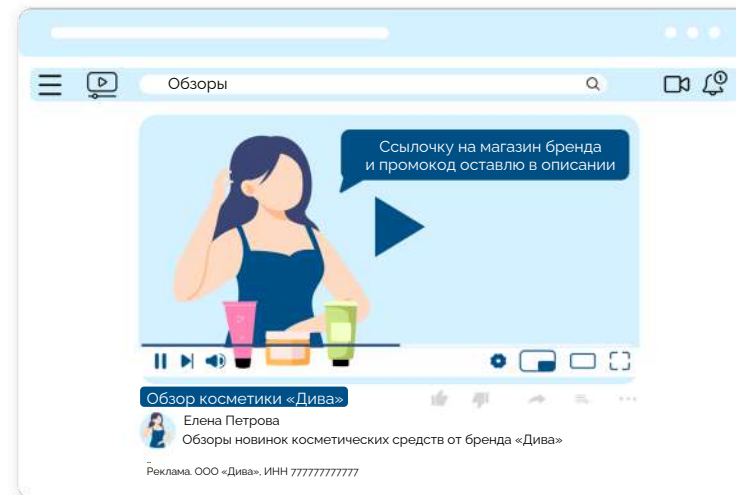 Обзоры
1
Ссылочку на магазин бренда
и промокод оставлю в описании
Обзор косметики «Дива»
Елена Петрова
Обзоры новинок косметических средств от бренда «Дива»
..
Реклама. ООО «Дива», ИНН 777777777777